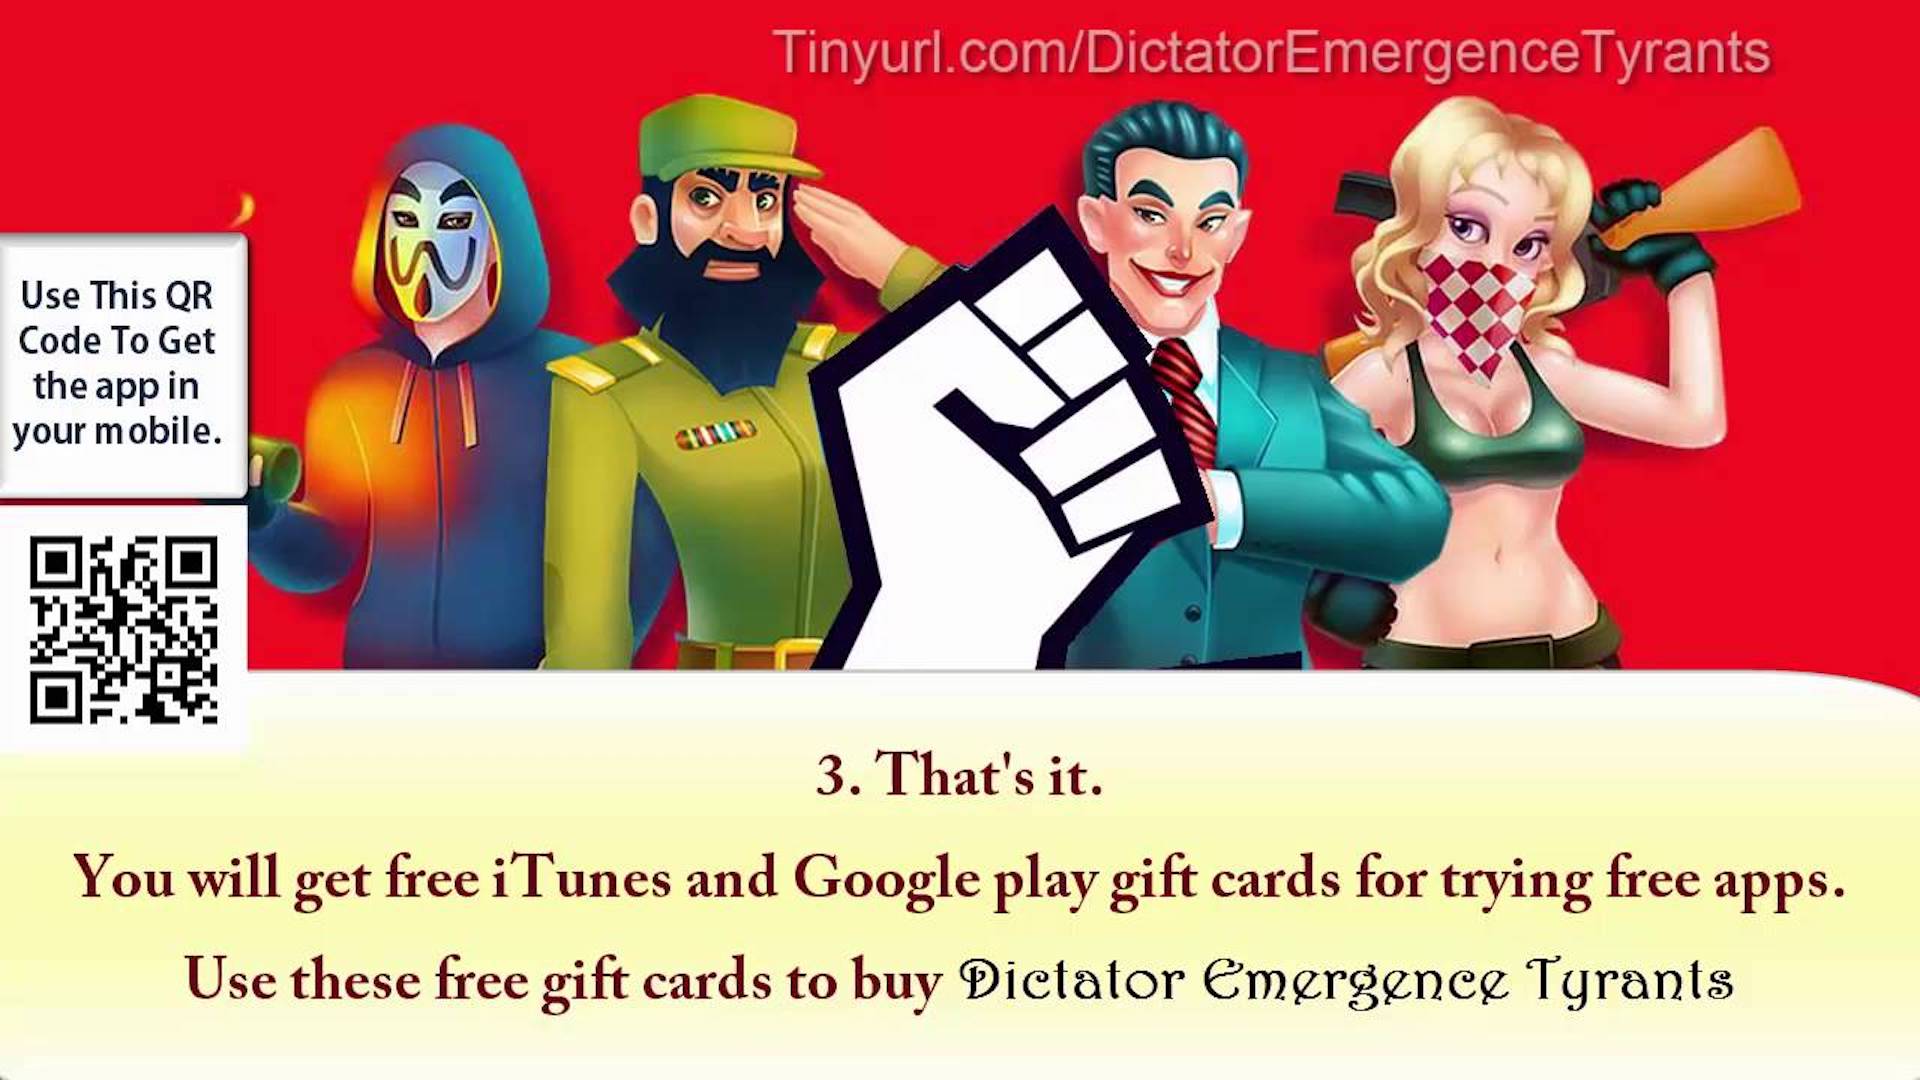 Tinyurl.com/DictatorEmergenceTyrants
Use This QR
Code To Get
the app in
your mobile.
3. That's it.
You will get free iTunes and Google play gift cards for trying free apps.
Use these free gift cards to buy Dictator Emergence Tyrants